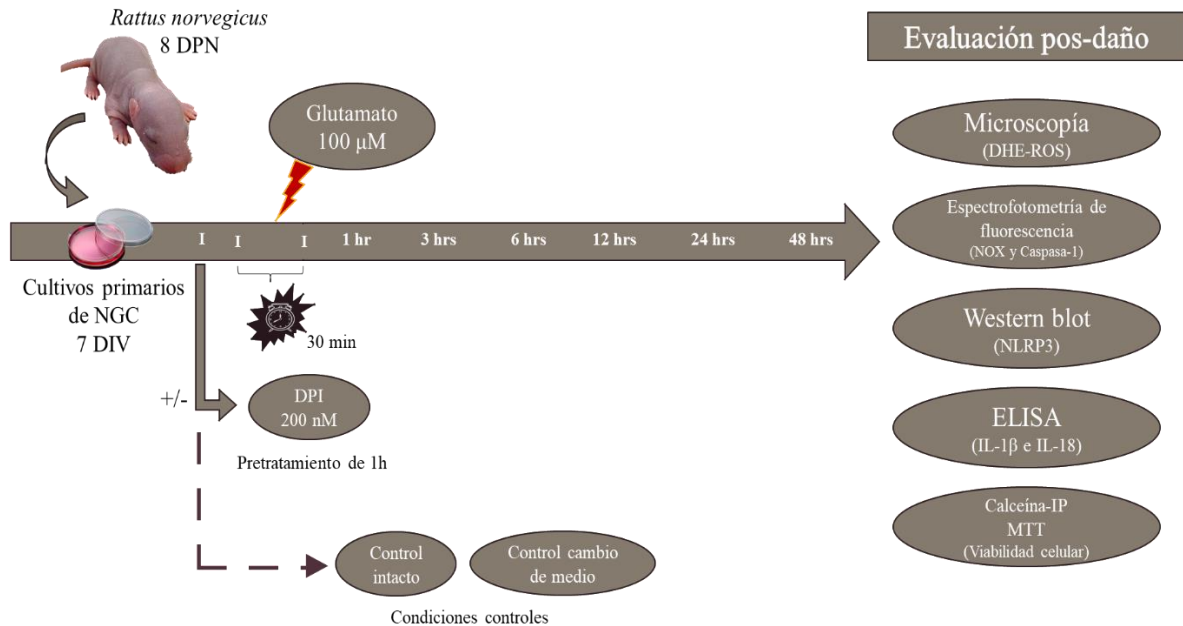 Rattus norvegicus
8 DPN
Evaluación pos-daño
Glutamato
100 µM
Microscopía
(DHE-ROS)
Espectrofotometría de
fluorescencia
(NOX y Caspasa-1)
I
I
I
1 hr
3 hrs
6 hrs
12 hrs
24 hrs
48 hrs
Cultivos primarios
de NGC
7 DIV
30 min
Western blot
(NLRP3)
+/-
DPI
200 nM
Pretratamiento de 1h
ELISA
(IL-1β e IL-18)
Calceína-IP
MTT
(Viabilidad celular)
Control
intacto
Control cambio
de medio
Condiciones controles